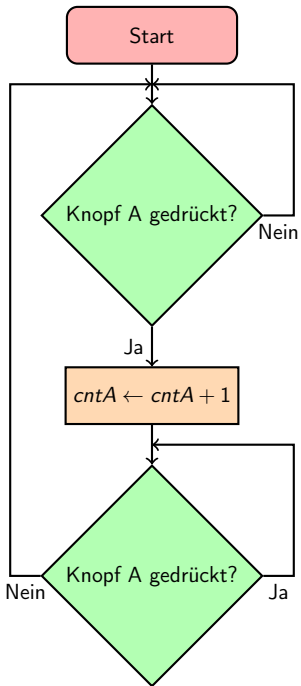 Start
Knopf A gedrückt?
Nein
Ja
cntA ← cntA + 1
Knopf A gedrückt?
Nein
Ja